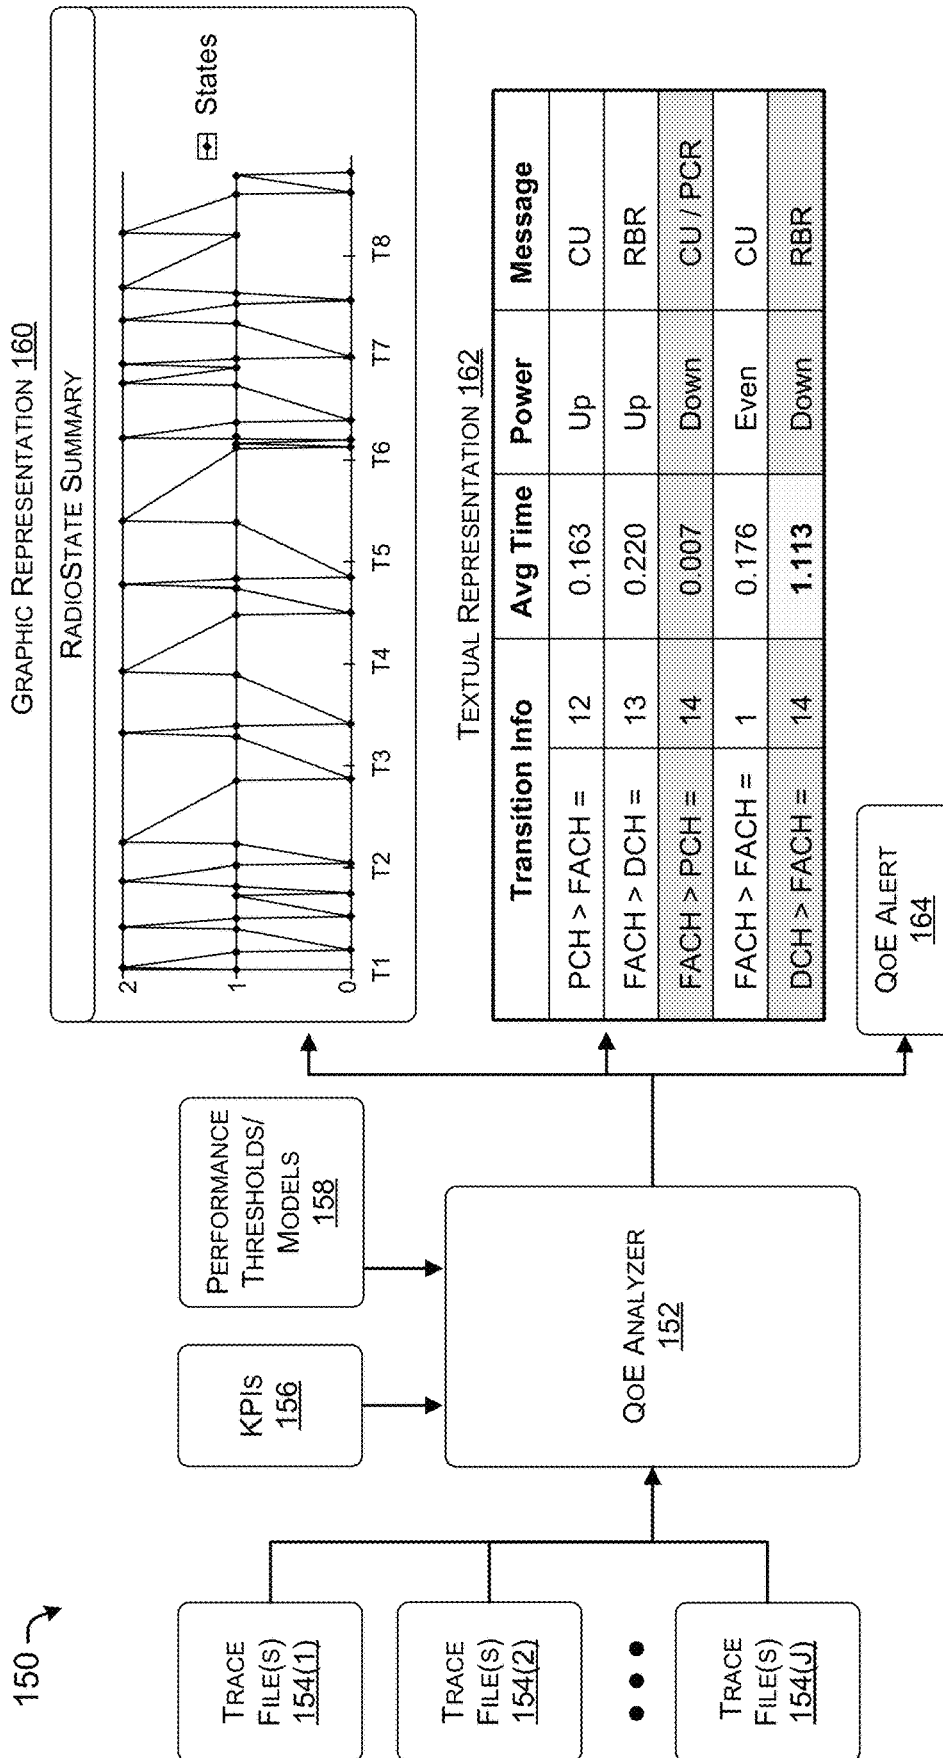 150
TRACE
FILE(S)
154(1)
TRACE
FILE(S)
154(2)
TRACE
FILE(S)
154(J)
KPIS
156
PERFORMANCE
THRESHOLDS/
MODELS
158
QOE ANALYZER
152
GRAPHIC REPRESENTATION 160
RADIOSTATE SUMMARY
2
1
0
T1 T2 T3 T4 T5 T6 T7 T8
States
TEXTUAL REPRESENTATION 162
Transition Info Avg Time Power Message
PCH > FACH = 12 0.163 Up CU
FACH > DCH = 13 0.220 Up RBR
FACH > PCH = 14 0.007 Down CU / PCR
FACH > FACH = 1 0.176 Even CU
DCH > FACH = 14 1.113 Down RBR
QOE ALERT
164